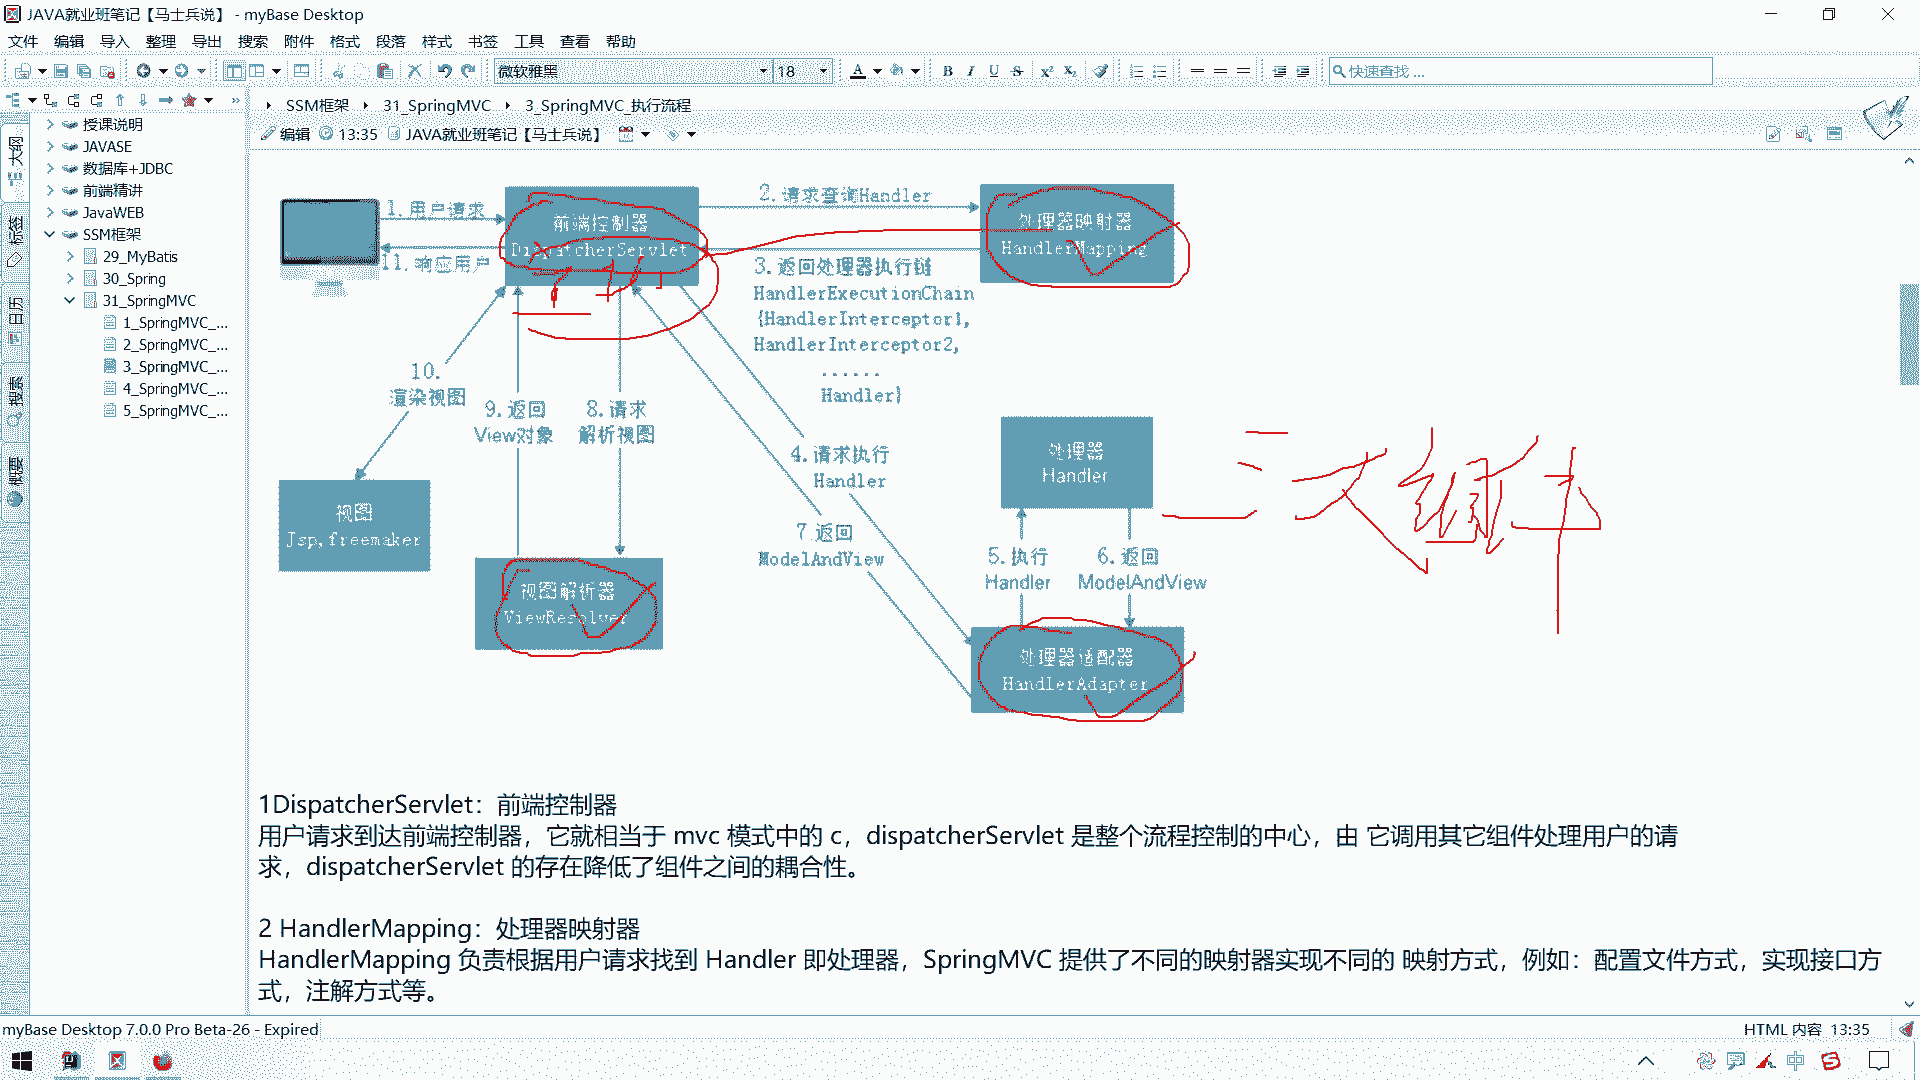 JAVA就业班笔记【马士兵说】 - myBase Desktop
文件 编辑 导入 整理 导出 搜索 附件 格式 段落 样式 书签 工具 查看 帮助
微软雅黑 18 快速查找 ...
SSM框架 31_SpringMVC 3_SpringMVC_执行流程
编辑 13:35 JAVA就业班笔记【马士兵说】
大纲
标签
日历
搜索
概要
授课说明
JAVASE
数据库+JDBC
前端精讲
JavaWEB
SSM框架
29_MyBatis
30_Spring
31_SpringMVC
1_SpringMVC_...
2_SpringMVC_...
3_SpringMVC_...
4_SpringMVC_...
5_SpringMVC_...
1.用户请求
11.响应用户
前端控制器
DispatcherServlet
2.请求查询Handler
处理器映射器
HandlerMapping
3.返回处理器执行链
HandlerExecutionChain
{HandlerInterceptor1,
HandlerInterceptor2,
......
Handler}
10.
渲染视图
9.返回
View对象
8.请求
解析视图
4.请求执行
Handler
处理器
Handler
三大组件
视图
Jsp,freemaker
7返回
ModelAndView
5.执行
Handler
6.返回
ModelAndView
视图解析器
ViewResolver
处理器适配器
HandlerAdapter
1DispatcherServlet：前端控制器
用户请求到达前端控制器，它就相当于 mvc 模式中的 c，dispatcherServlet 是整个流程控制的中心，由 它调用其它组件处理用户的请
求，dispatcherServlet 的存在降低了组件之间的耦合性。
2 HandlerMapping：处理器映射器
HandlerMapping 负责根据用户请求找到 Handler 即处理器，SpringMVC 提供了不同的映射器实现不同的 映射方式，例如：配置文件方式，实现接口方
式，注解方式等。
myBase Desktop 7.0.0 Pro Beta-26 - Expired
HTML 内容 13:35
中